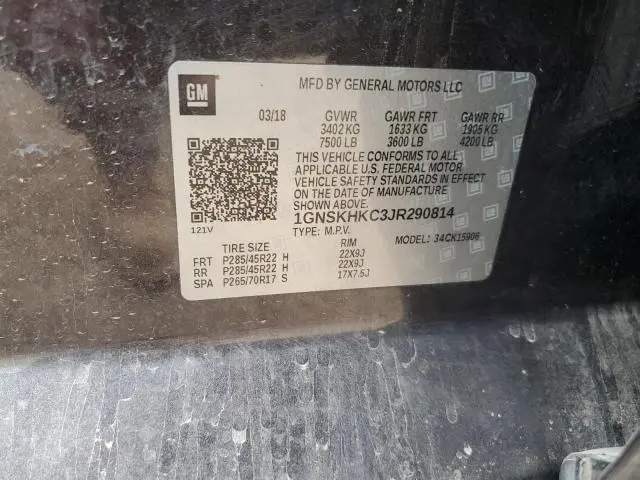 GM
MFD BY GENERAL MOTORS LLC
03/18 GVWR GAWR FRT GAWR RR
3402 KG 1633 KG 1905 KG
7500 LB 3600 LB 4200 LB
THIS VEHICLE CONFORMS TO ALL
APPLICABLE U.S. FEDERAL MOTOR
VEHICLE SAFETY STANDARDS IN EFFECT
ON THE DATE OF MANUFACTURE
SHOWN ABOVE.
1GNSKHKC3JR290814
121V TYPE: M.P.V. MODEL: 34CK15906
TIRE SIZE RIM
FRT P285/45R22 H 22X9J
RR P285/45R22 H 22X9J
SPA P265/70R17 S 17X7.5J